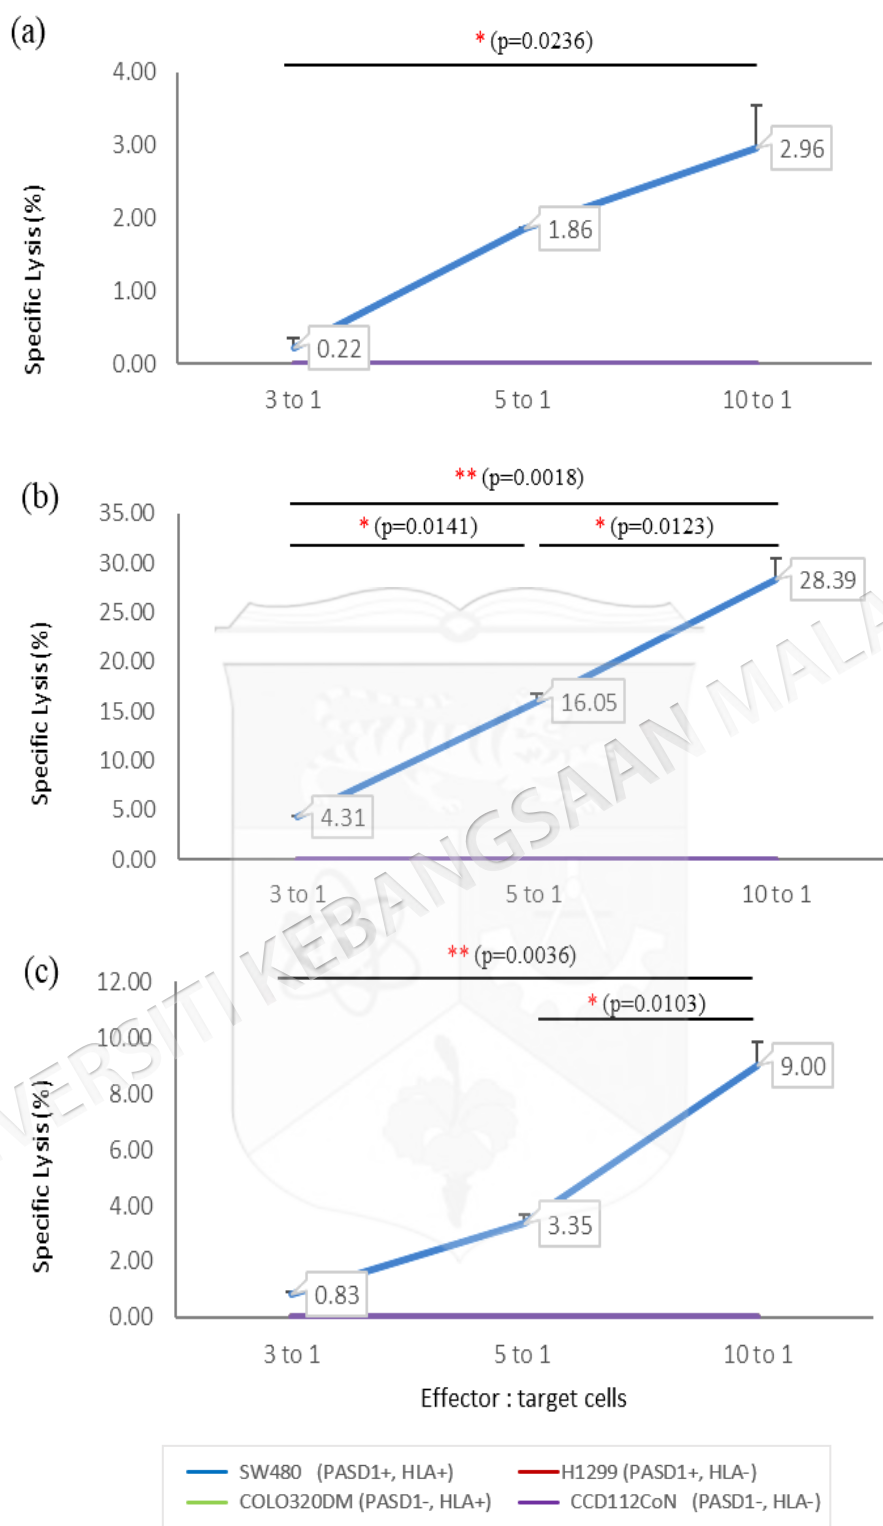 (a)
* (p=0.0236)
4.00
3.00
2.00
1.00
0.00
Specific Lysis (%)
2.96
1.86
0.22
3 to 1 5 to 1 10 to 1
(b)
** (p=0.0018)
* (p=0.0141) * (p=0.0123)
35.00
30.00
25.00
20.00
15.00
10.00
5.00
0.00
Specific Lysis (%)
28.39
16.05
4.31
3 to 1 5 to 1 10 to 1
(c)
** (p=0.0036)
* (p=0.0103)
12.00
10.00
8.00
6.00
4.00
2.00
0.00
Specific Lysis (%)
9.00
3.35
0.83
3 to 1 5 to 1 10 to 1
Effector : target cells
SW480 (PASD1+, HLA+) H1299 (PASD1+, HLA-)
COLO320DM (PASD1-, HLA+) CCD112CoN (PASD1-, HLA-)
VERSITI KEBANGSAAN MALA